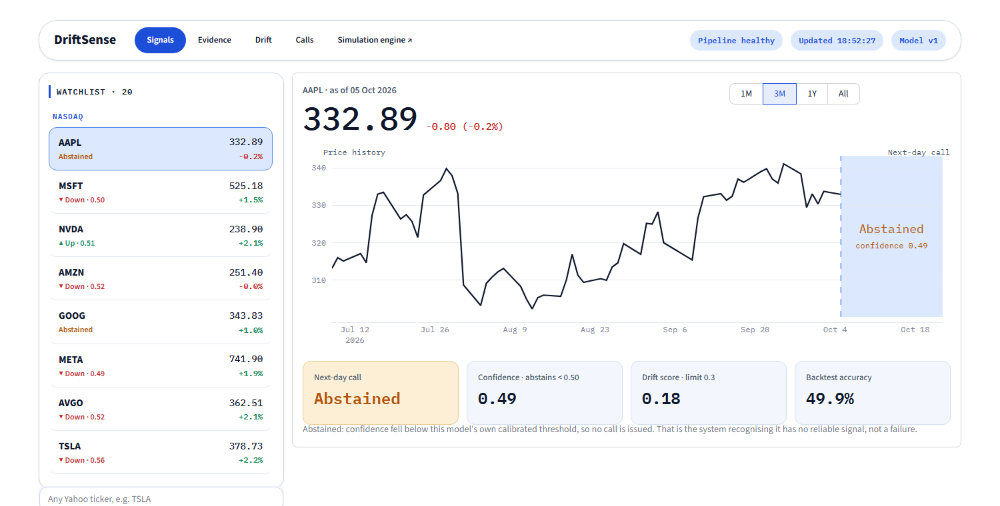 DriftSense Signals Evidence Drift Calls Simulation engine ↗ Pipeline healthy Updated 18:52:27 Model v1
WATCHLIST · 20
NASDAQ
AAPL 332.89
Abstained -0.2%
MSFT 525.18
▼ Down · 0.50 +1.5%
NVDA 238.90
▲ Up · 0.51 +2.1%
AMZN 251.40
▼ Down · 0.52 -0.0%
GOOG 343.83
Abstained +1.0%
META 741.90
▼ Down · 0.49 +1.9%
AVGO 362.51
▼ Down · 0.52 +2.1%
TSLA 378.73
▼ Down · 0.56 +2.2%
Any Yahoo ticker, e.g. TSLA
AAPL · as of 05 Oct 2026
1M 3M 1Y All
332.89 -0.80 (-0.2%)
Price history Next-day call
340
330
320
310
Abstained
confidence 0.49
Jul 12 Jul 26 Aug 9 Aug 23 Sep 6 Sep 20 Oct 4 Oct 18
2026
Next-day call
Abstained
Confidence · abstains < 0.50
0.49
Drift score · limit 0.3
0.18
Backtest accuracy
49.9%
Abstained: confidence fell below this model's own calibrated threshold, so no call is issued. That is the system recognising it has no reliable signal, not a failure.